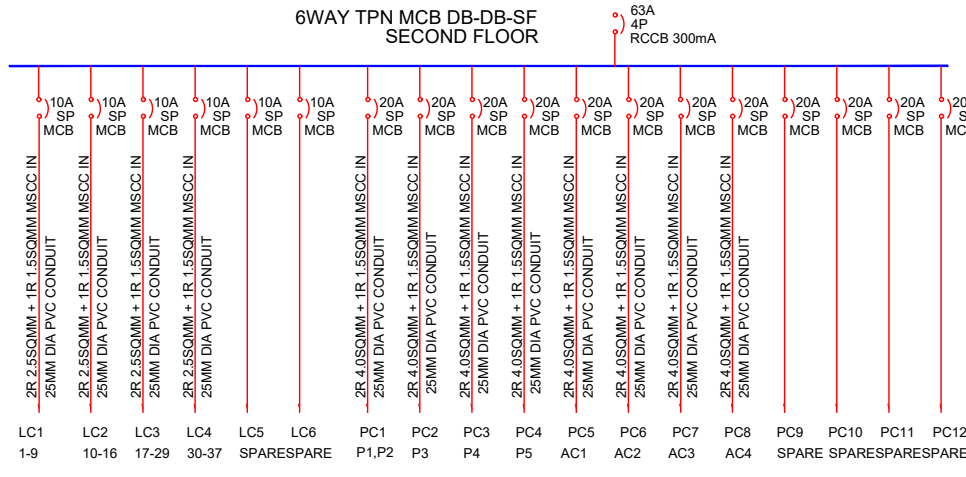 6WAY TPN MCB DB-DB-SF
SECOND FLOOR
63A
4P
RCCB 300mA
10A SP MCB
10A SP MCB
10A SP MCB
10A SP MCB
10A SP MCB
10A SP MCB
20A SP MCB
20A SP MCB
20A SP MCB
20A SP MCB
20A SP MCB
20A SP MCB
20A SP MCB
20A SP MCB
20A SP MCB
20A SP MCB
20A SP MCB
20 S MC
2R 2.5SQMM + 1R 1.5SQMM MSCC IN
25MM DIA PVC CONDUIT
2R 2.5SQMM + 1R 1.5SQMM MSCC IN
25MM DIA PVC CONDUIT
2R 2.5SQMM + 1R 1.5SQMM MSCC IN
25MM DIA PVC CONDUIT
2R 2.5SQMM + 1R 1.5SQMM MSCC IN
25MM DIA PVC CONDUIT
2R 4.0SQMM + 1R 1.5SQMM MSCC IN
25MM DIA PVC CONDUIT
2R 4.0SQMM + 1R 1.5SQMM MSCC IN
25MM DIA PVC CONDUIT
2R 4.0SQMM + 1R 1.5SQMM MSCC IN
25MM DIA PVC CONDUIT
2R 4.0SQMM + 1R 1.5SQMM MSCC IN
25MM DIA PVC CONDUIT
2R 4.0SQMM + 1R 1.5SQMM MSCC IN
25MM DIA PVC CONDUIT
2R 4.0SQMM + 1R 1.5SQMM MSCC IN
25MM DIA PVC CONDUIT
2R 4.0SQMM + 1R 1.5SQMM MSCC IN
25MM DIA PVC CONDUIT
2R 4.0SQMM + 1R 1.5SQMM MSCC IN
25MM DIA PVC CONDUIT
LC1 LC2 LC3 LC4 LC5 LC6 PC1 PC2 PC3 PC4 PC5 PC6 PC7 PC8 PC9 PC10 PC11 PC12
1-9 10-16 17-29 30-37 SPARE SPARE P1,P2 P3 P4 P5 AC1 AC2 AC3 AC4 SPARE SPARE SPARE SPARE